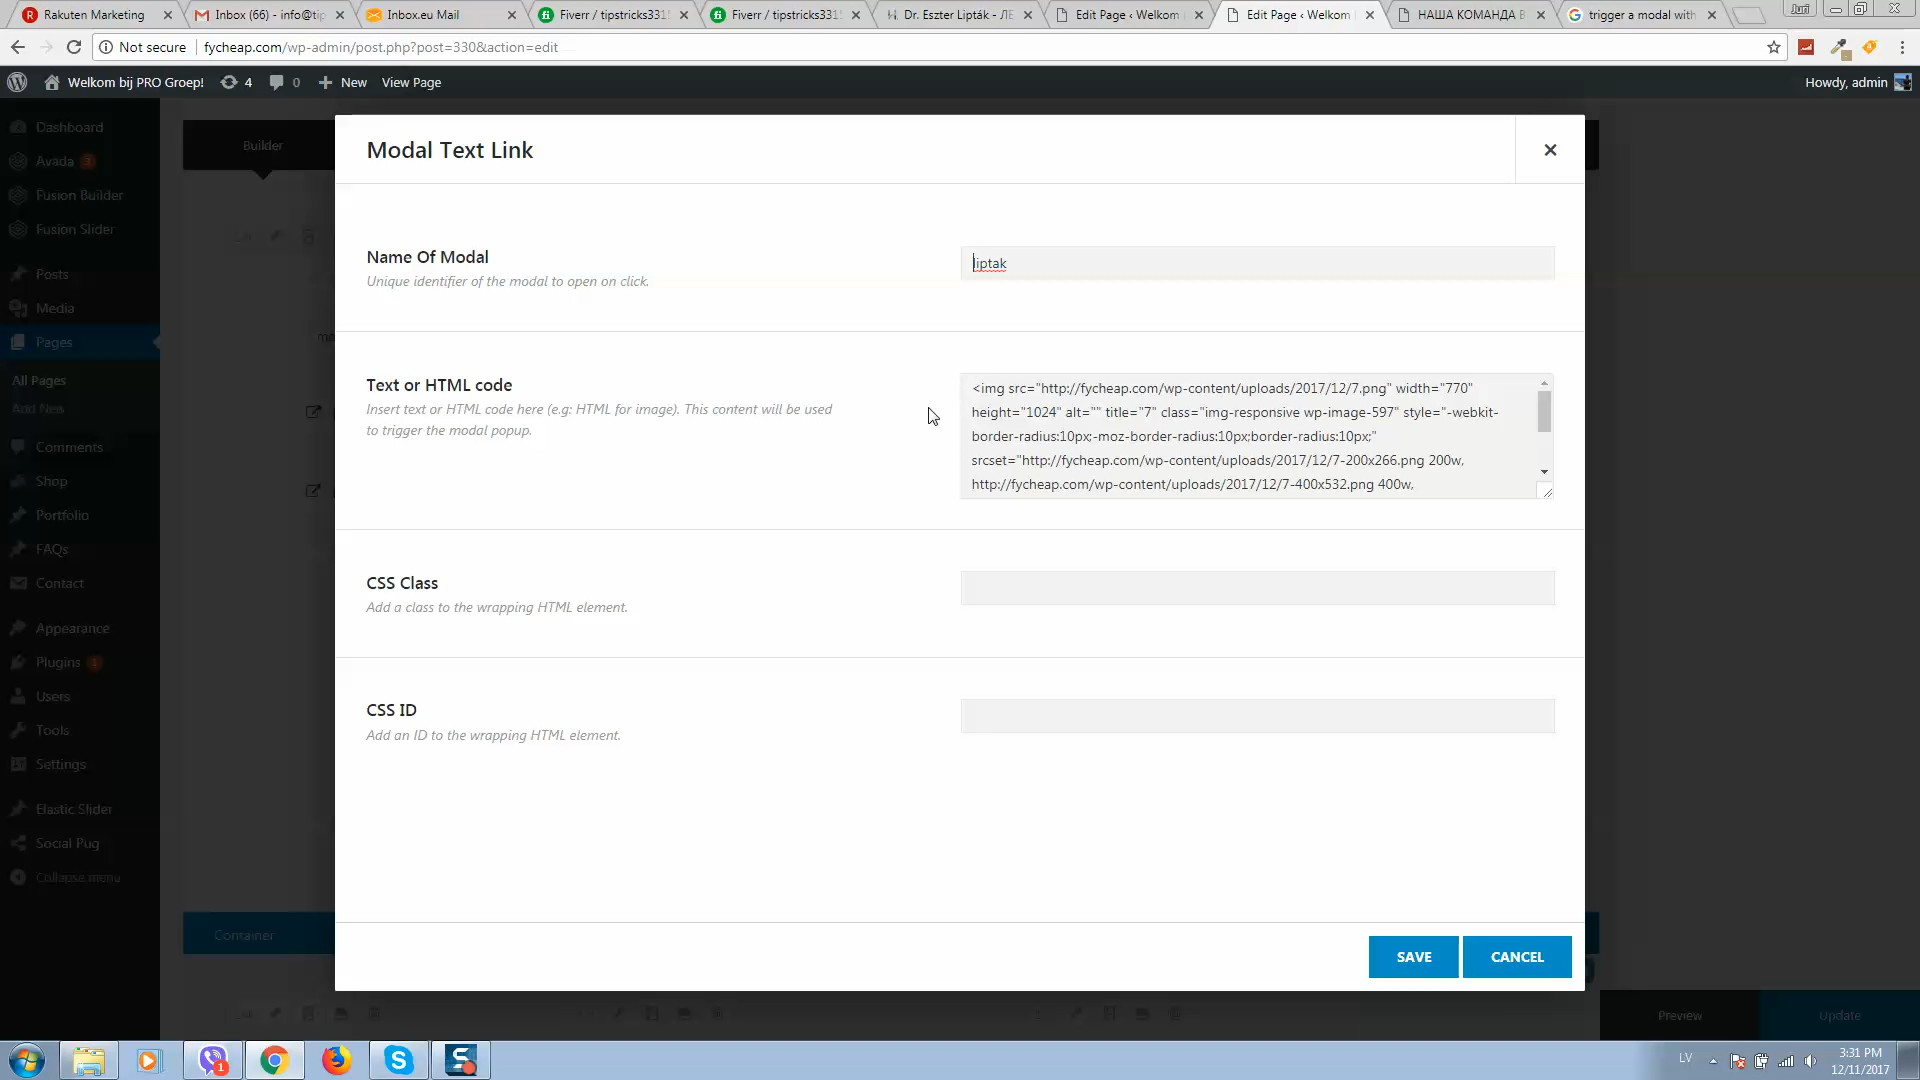 Rakuten Marketing
Inbox (66) - info@tip
Inbox.eu Mail
Fiverr / tipstricks331
Fiverr / tipstricks331
Dr. Eszter Lipták - ЛЕ
Edit Page ‹ Welkom
Edit Page ‹ Welkom
НАША КОМАНДА В
trigger a modal with
Juri
Not secure
fycheap.com/wp-admin/post.php?post=330&action=edit
Welkom bij PRO Groep!
4
0
New
View Page
Howdy, admin
Dashboard
Avada 3
Fusion Builder
Fusion Slider
Posts
Media
Pages
All Pages
Add New
Comments
Shop
Portfolio
FAQs
Contact
Appearance
Plugins 1
Users
Tools
Settings
Elastic Slider
Social Pug
Collapse menu
Builder
Modal Text Link
Name Of Modal
Unique identifier of the modal to open on click.
liptak
Text or HTML code
Insert text or HTML code here (e.g: HTML for image). This content will be used
to trigger the modal popup.
<img src="http://fycheap.com/wp-content/uploads/2017/12/7.png" width="770"
height="1024" alt="" title="7" class="img-responsive wp-image-597" style="-webkit-
border-radius:10px;-moz-border-radius:10px;border-radius:10px;"
srcset="http://fycheap.com/wp-content/uploads/2017/12/7-200x266.png 200w,
http://fycheap.com/wp-content/uploads/2017/12/7-400x532.png 400w,
CSS Class
Add a class to the wrapping HTML element.
CSS ID
Add an ID to the wrapping HTML element.
SAVE
CANCEL
Container
Preview
Update
1
LV
3:31 PM
12/11/2017